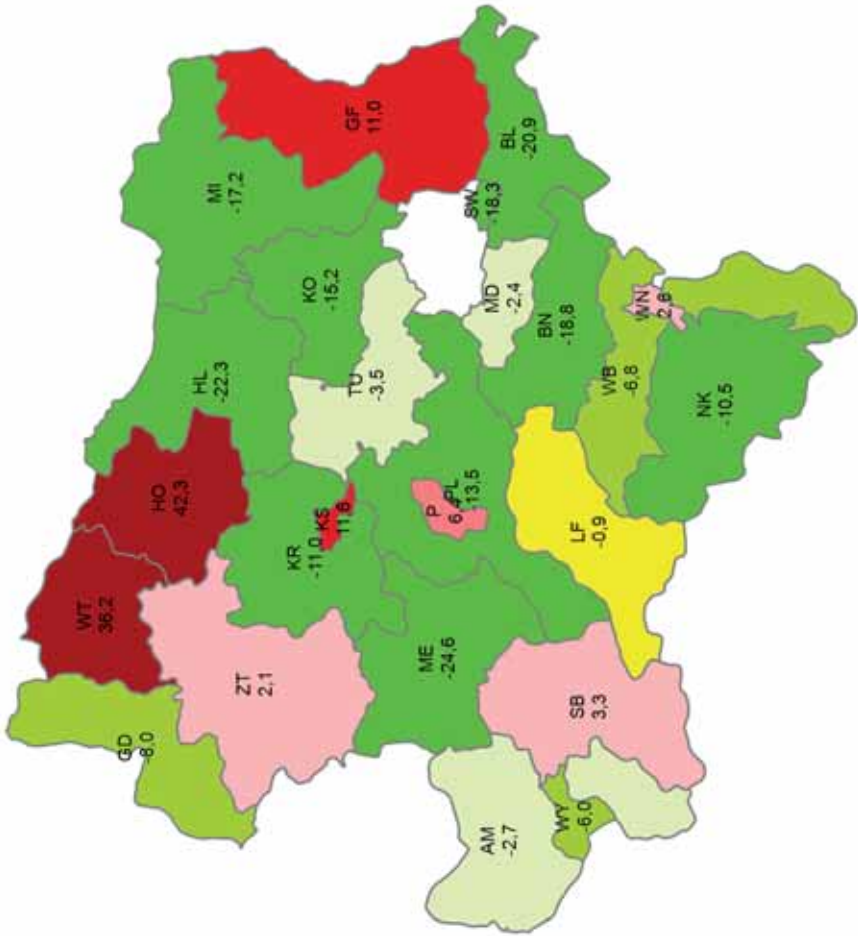 WT
36,2
GD
-8,0
HO
42,3
HL
-22,3
MI
-17,2
ZT
2,1
KR
-11,0
KO
-15,2
KS
11,6
TU
-3,5
GF
11,0
ME
-24,6
P
6,4
PL
-13,5
SW
-18,3
AM
-2,7
MD
-2,4
BL
-20,9
BN
-18,8
WY
-6,0
SB
3,3
LF
-0,9
WB
-6,8
WN
2,6
NK
-10,5